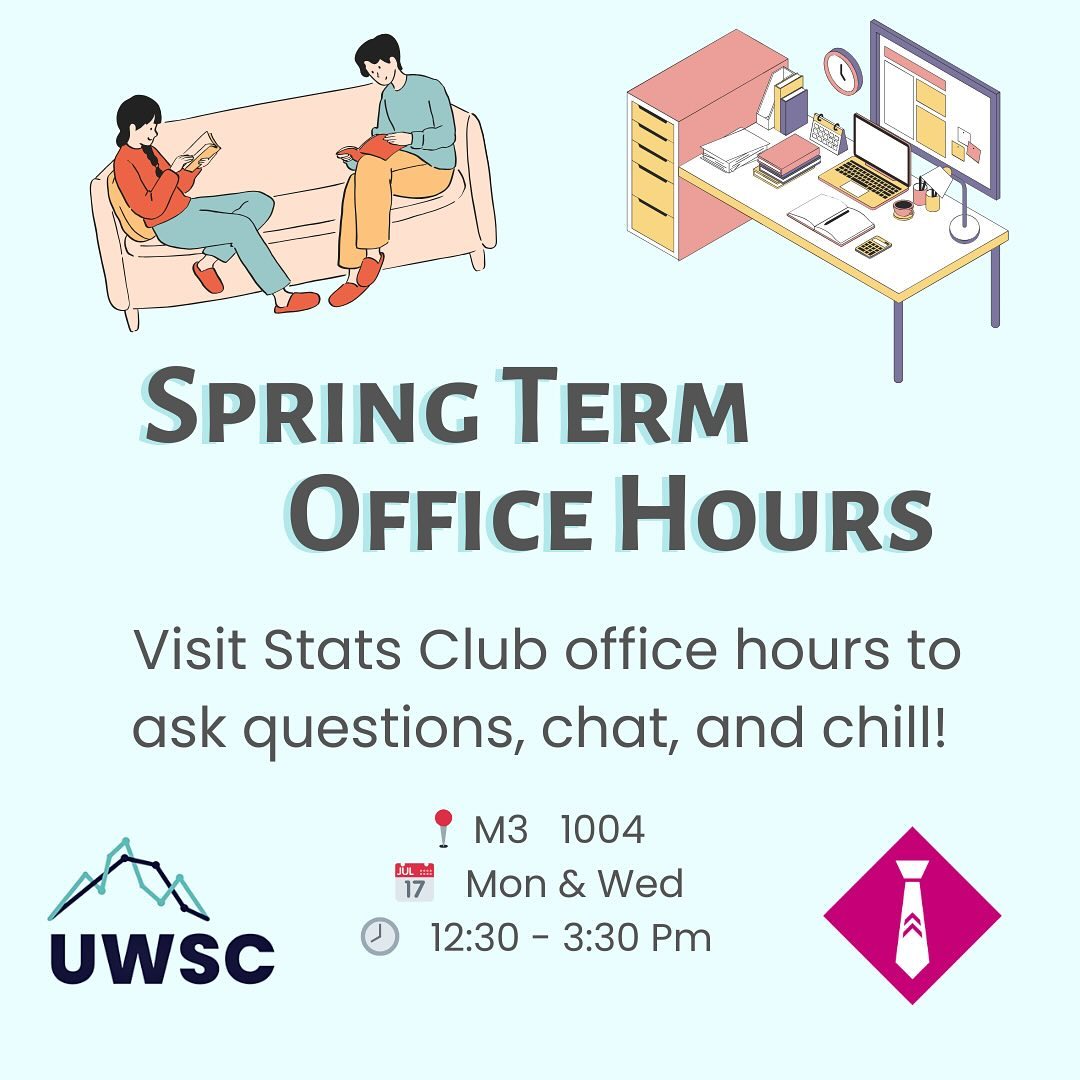 Spring Term
Office Hours
Visit Stats Club office hours to
ask questions, chat, and chill!
M3 1004
JUL
17
Mon & Wed
12:30 - 3:30 Pm
UWSC